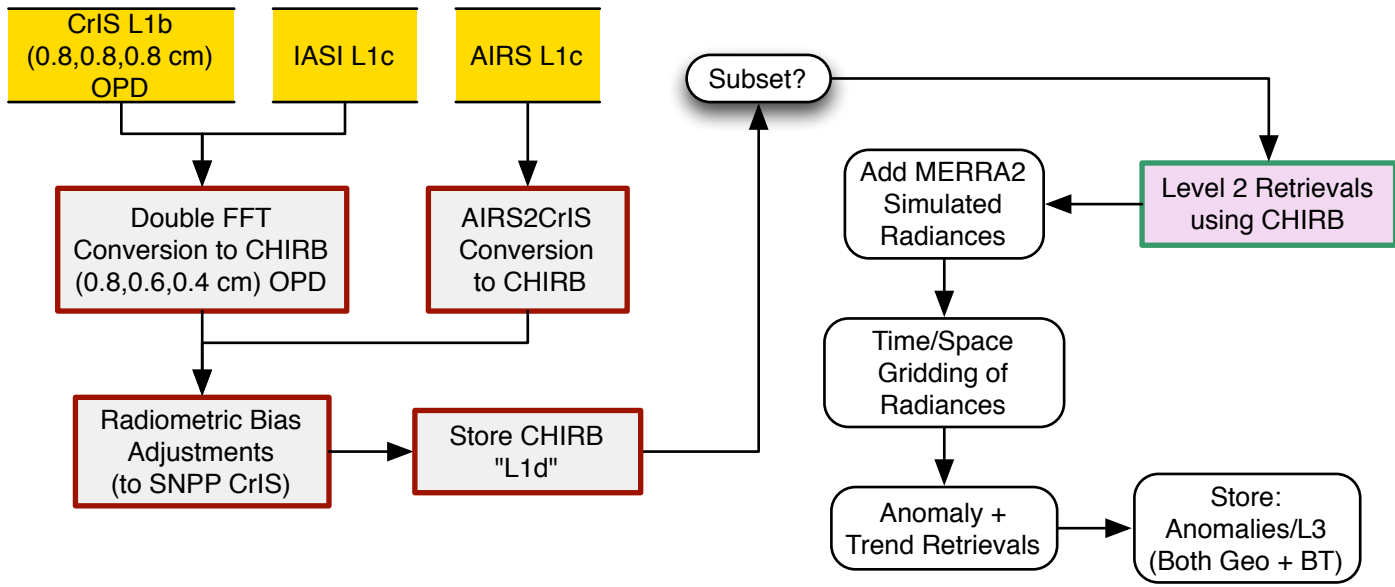 CrIS L1b
(0.8,0.8,0.8 cm)
OPD
IASI L1c
AIRS L1c
Double FFT
Conversion to CHIRB
(0.8,0.6,0.4 cm) OPD
AIRS2CrIS
Conversion
to CHIRB
Radiometric Bias
Adjustments
(to SNPP CrIS)
Store CHIRB
"L1d"
Subset?
Level 2 Retrievals
using CHIRB
Add MERRA2
Simulated
Radiances
Time/Space
Gridding of
Radiances
Anomaly +
Trend Retrievals
Store:
Anomalies/L3
(Both Geo + BT)